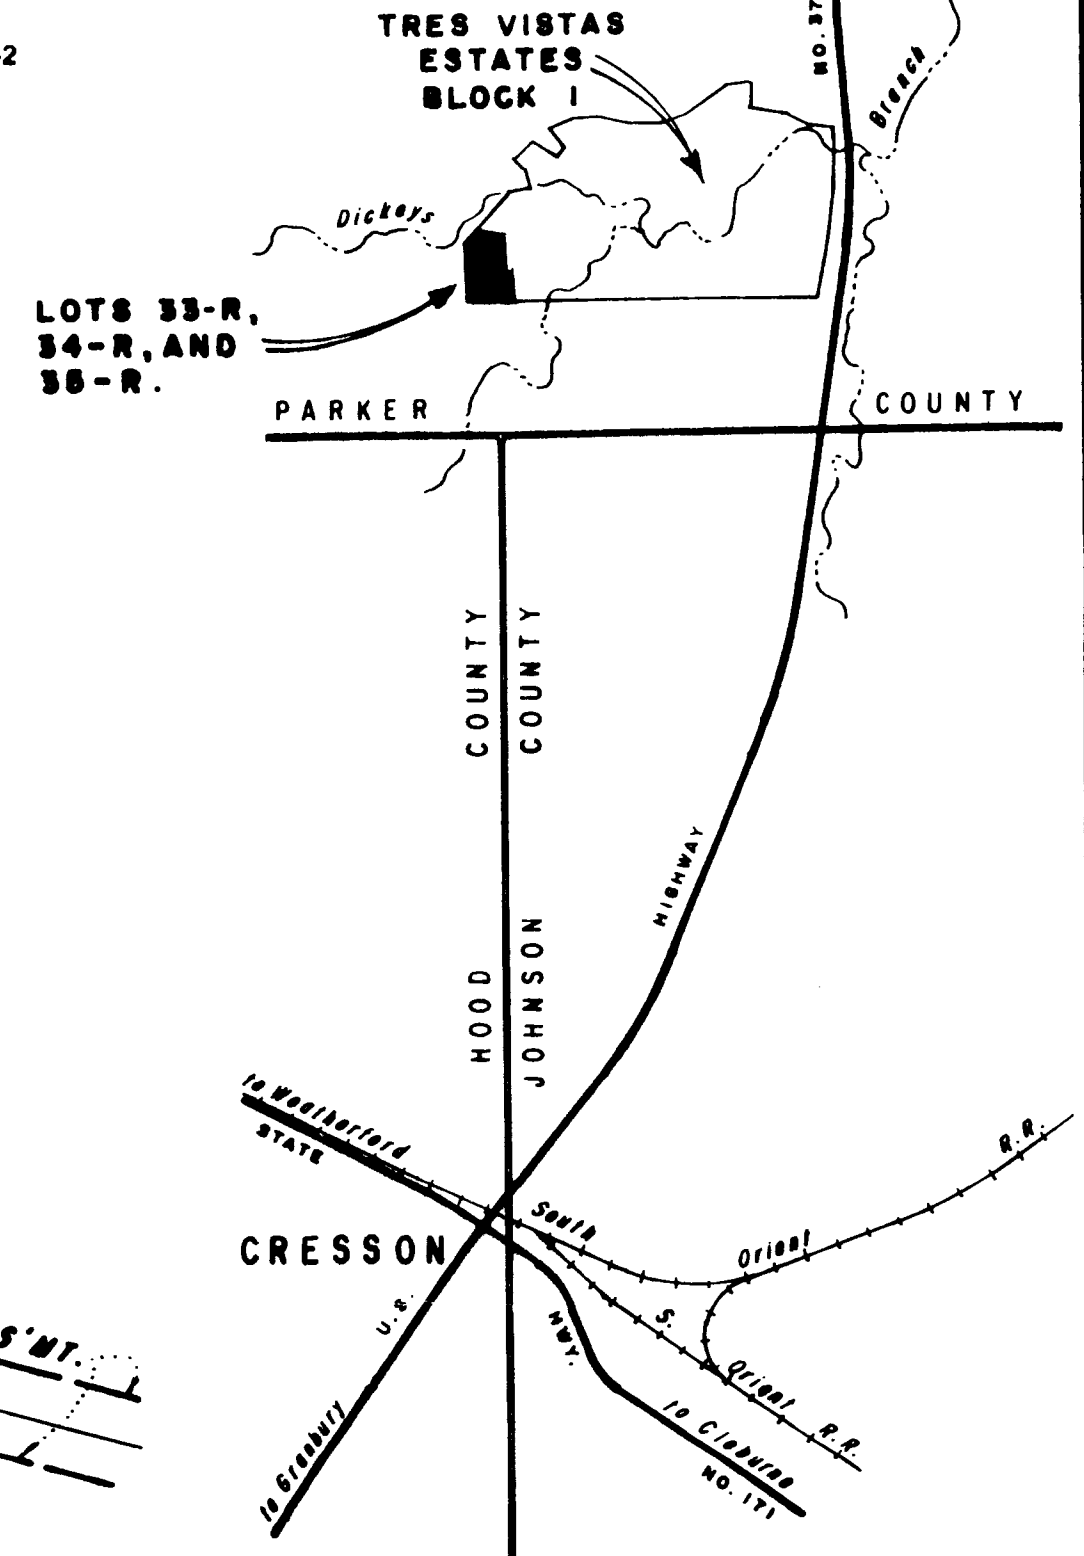 TRES VISTAS
ESTATES
BLOCK 1
-2
NO. 37
Branch
Dickeys
LOTS 33-R,
34-R, AND
35-R.
PARKER COUNTY
HOOD COUNTY
JOHNSON COUNTY
HIGHWAY
to Weatherford
STATE
CRESSON
South
Orient
R.R.
U.S.
HWY.
S.
Orient
R.R.
to Cleburne
NO. 171
to Granbury
S'MT.